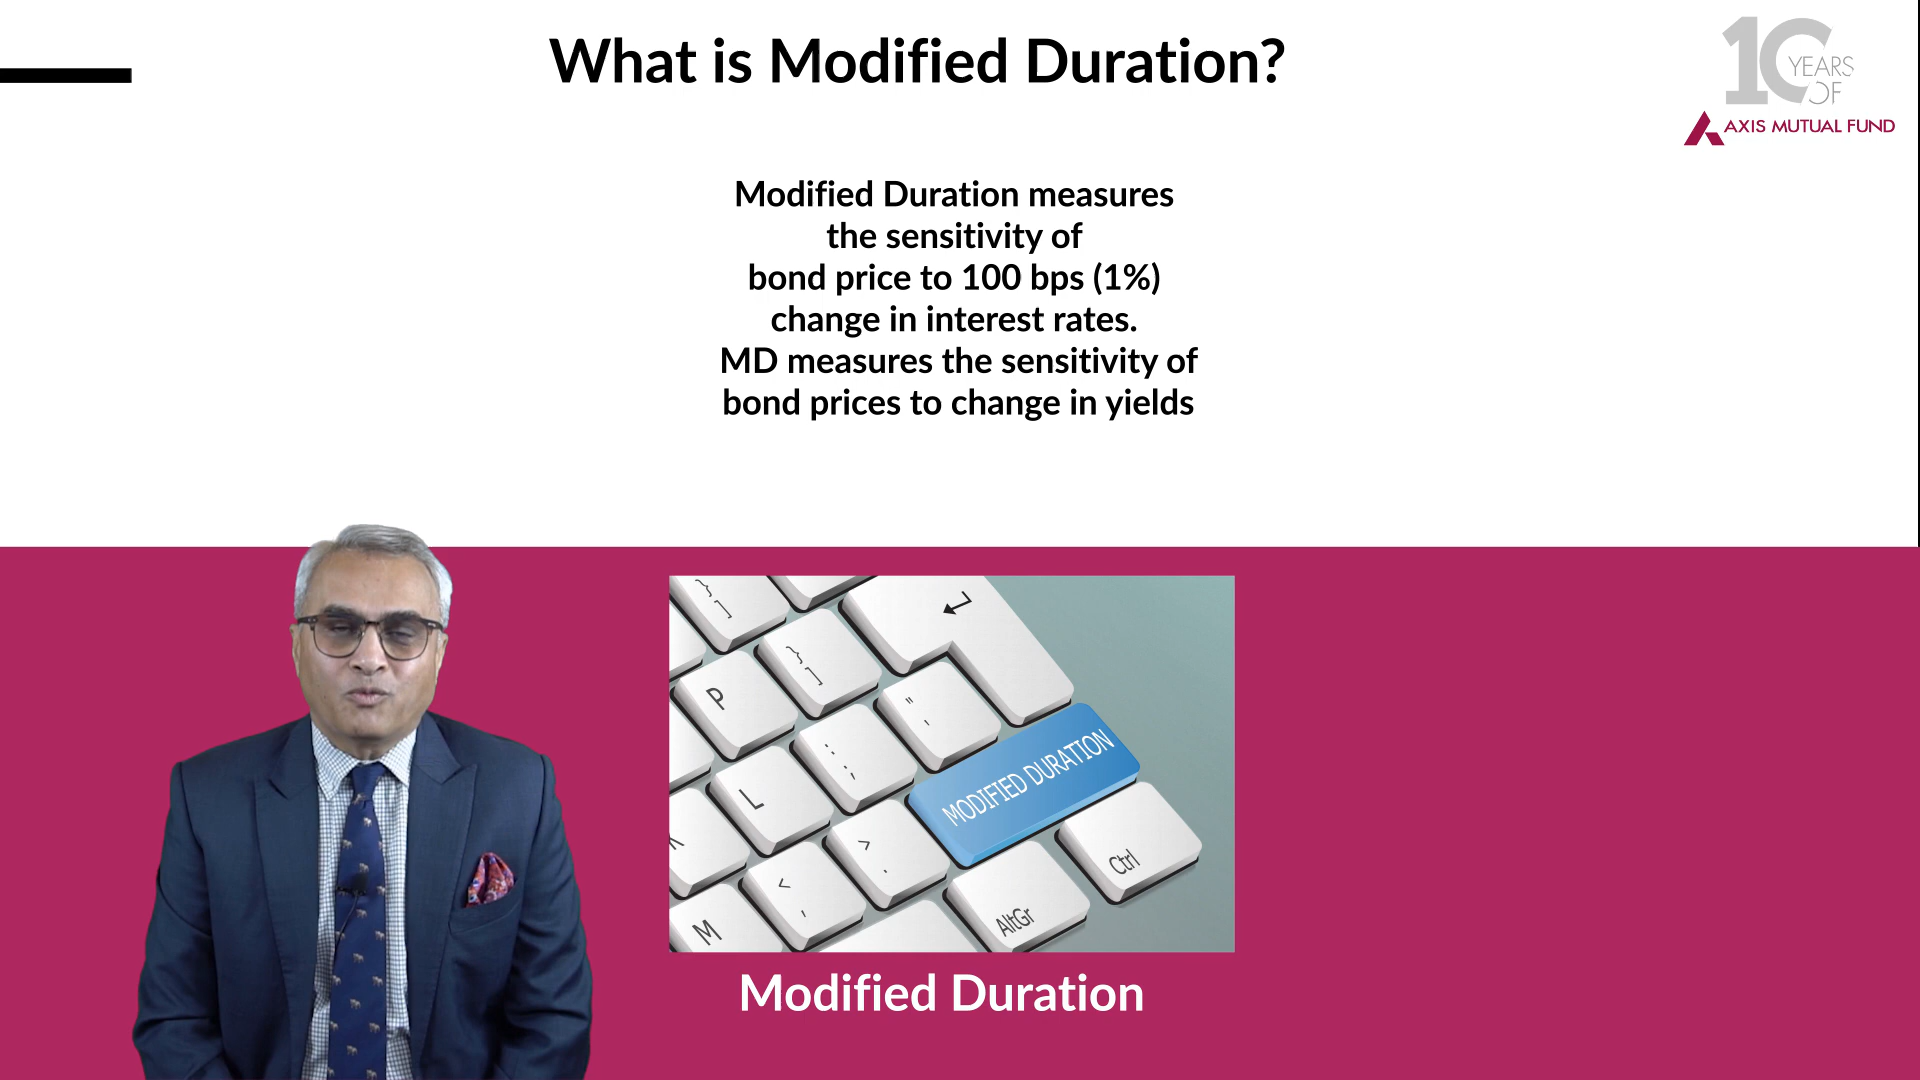 What is Modified Duration?
10 YEARS
OF
AXIS MUTUAL FUND
Modified Duration measures
the sensitivity of
bond price to 100 bps (1%)
change in interest rates.
MD measures the sensitivity of
bond prices to change in yields
P
L
K
M
MODIFIED DURATION
Ctrl
AltGr
Modified Duration